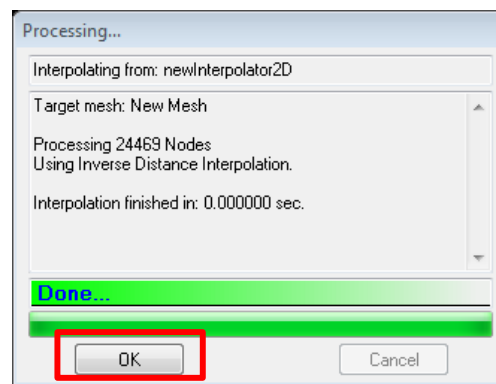 Processing...
Interpolating from: newInterpolator2D
Target mesh: New Mesh
Processing 24469 Nodes
Using Inverse Distance Interpolation.
Interpolation finished in: 0.000000 sec.
Done...
OK
Cancel